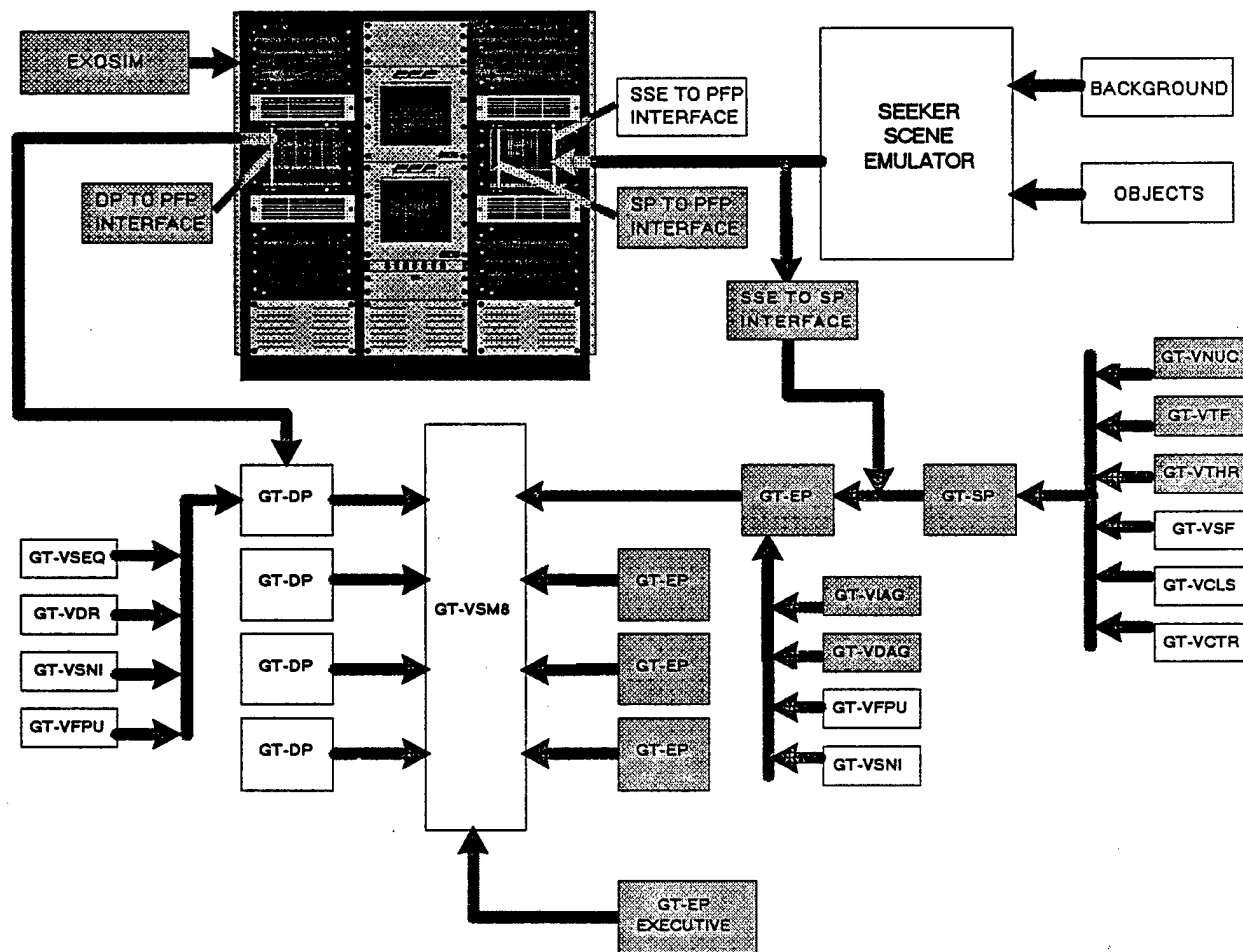 EXOSIM
SSE TO PFP
INTERFACE
SEEKER
SCENE
EMULATOR
BACKGROUND
OBJECTS
DP TO PFP
INTERFACE
SP TO PFP
INTERFACE
SSE TO SP
INTERFACE
GT-VNUC
GT-VTF
GT-VTHR
GT-VSF
GT-VCLS
GT-VCTR
GT-SP
GT-EP
GT-DP
GT-VSEQ
GT-VDR
GT-VSNI
GT-VFPU
GT-DP
GT-DP
GT-DP
GT-VSM8
GT-EP
GT-EP
GT-EP
GT-VIAG
GT-VDAG
GT-VFPU
GT-VSNI
GT-EP
EXECUTIVE